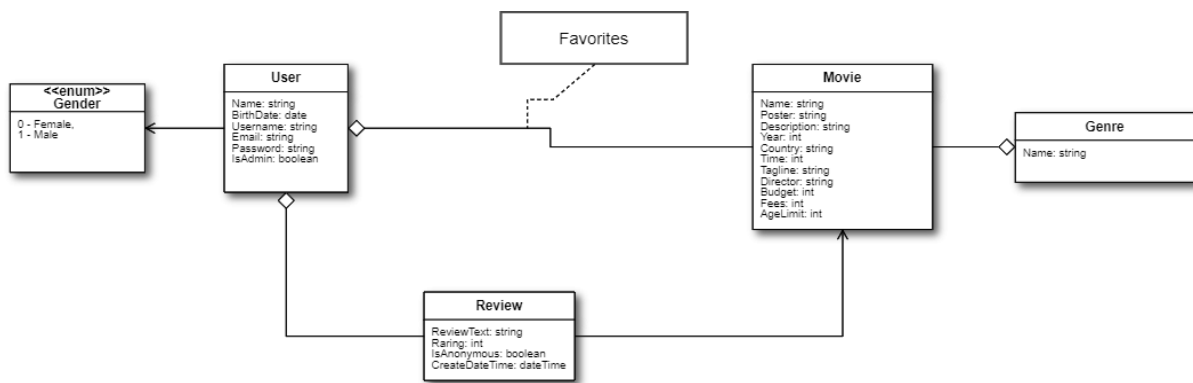 Favorites
<<enum>>
Gender
0 - Female,
1 - Male
User
Name: string
BirthDate: date
Username: string
Email: string
Password: string
IsAdmin: boolean
Movie
Name: string
Poster: string
Description: string
Year: int
Country: string
Time: int
Tagline: string
Director: string
Budget: int
Fees: int
AgeLimit: int
Genre
Name: string
Review
ReviewText: string
Raring: int
IsAnonymous: boolean
CreateDateTime: dateTime